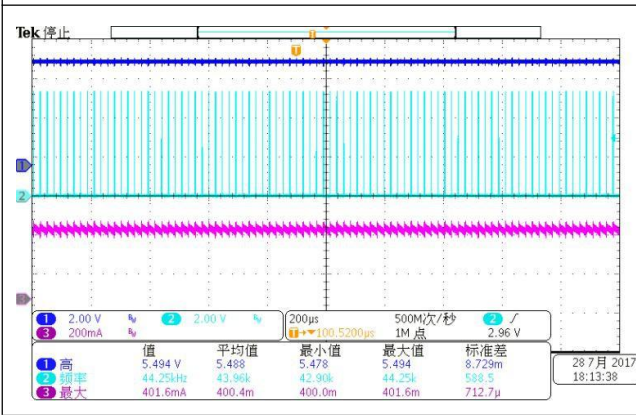 Tek 停止
T
T
1
2
3
1 2.00 V Bw 2 2.00 V Bw 200µs 500M次/秒 2 ∫
3 200mA Bw T→▼100.5200µs 1M 点 2.96 V
值 平均值 最小值 最大值 标准差
1 高 5.494 V 5.488 5.478 5.494 8.729m
2 频率 44.25kHz 43.96k 42.90k 44.25k 588.5
3 最大 401.6mA 400.4m 400.0m 401.6m 712.7µ
28 7月 2017
18:13:38